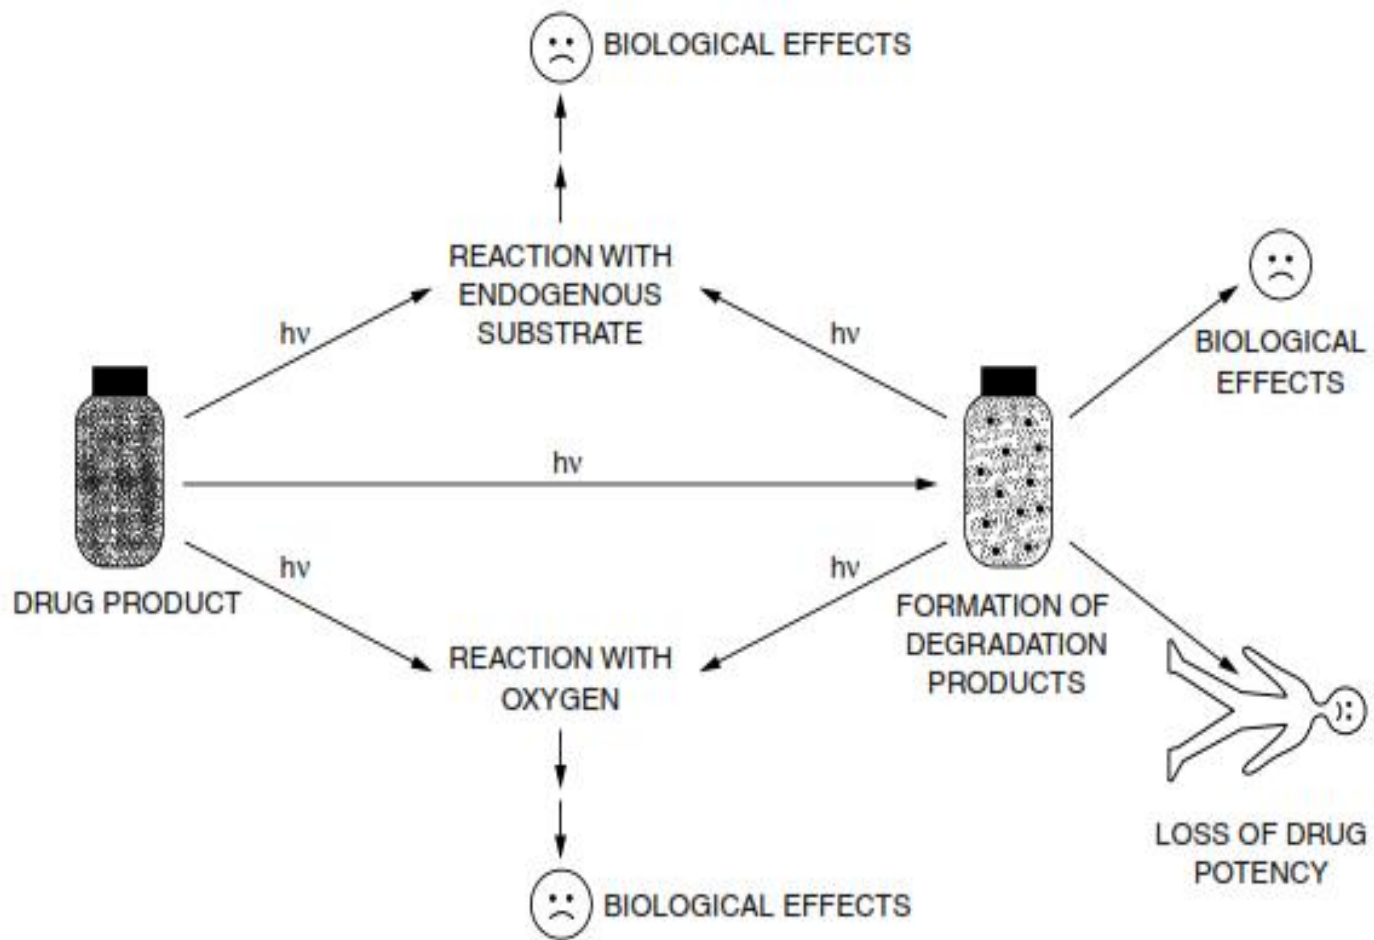 BIOLOGICAL EFFECTS
REACTION WITH
ENDOGENOUS
SUBSTRATE
hν
hν
BIOLOGICAL
EFFECTS
hν
DRUG PRODUCT
hν
hν
FORMATION OF
DEGRADATION
PRODUCTS
REACTION WITH
OXYGEN
LOSS OF DRUG
POTENCY
BIOLOGICAL EFFECTS